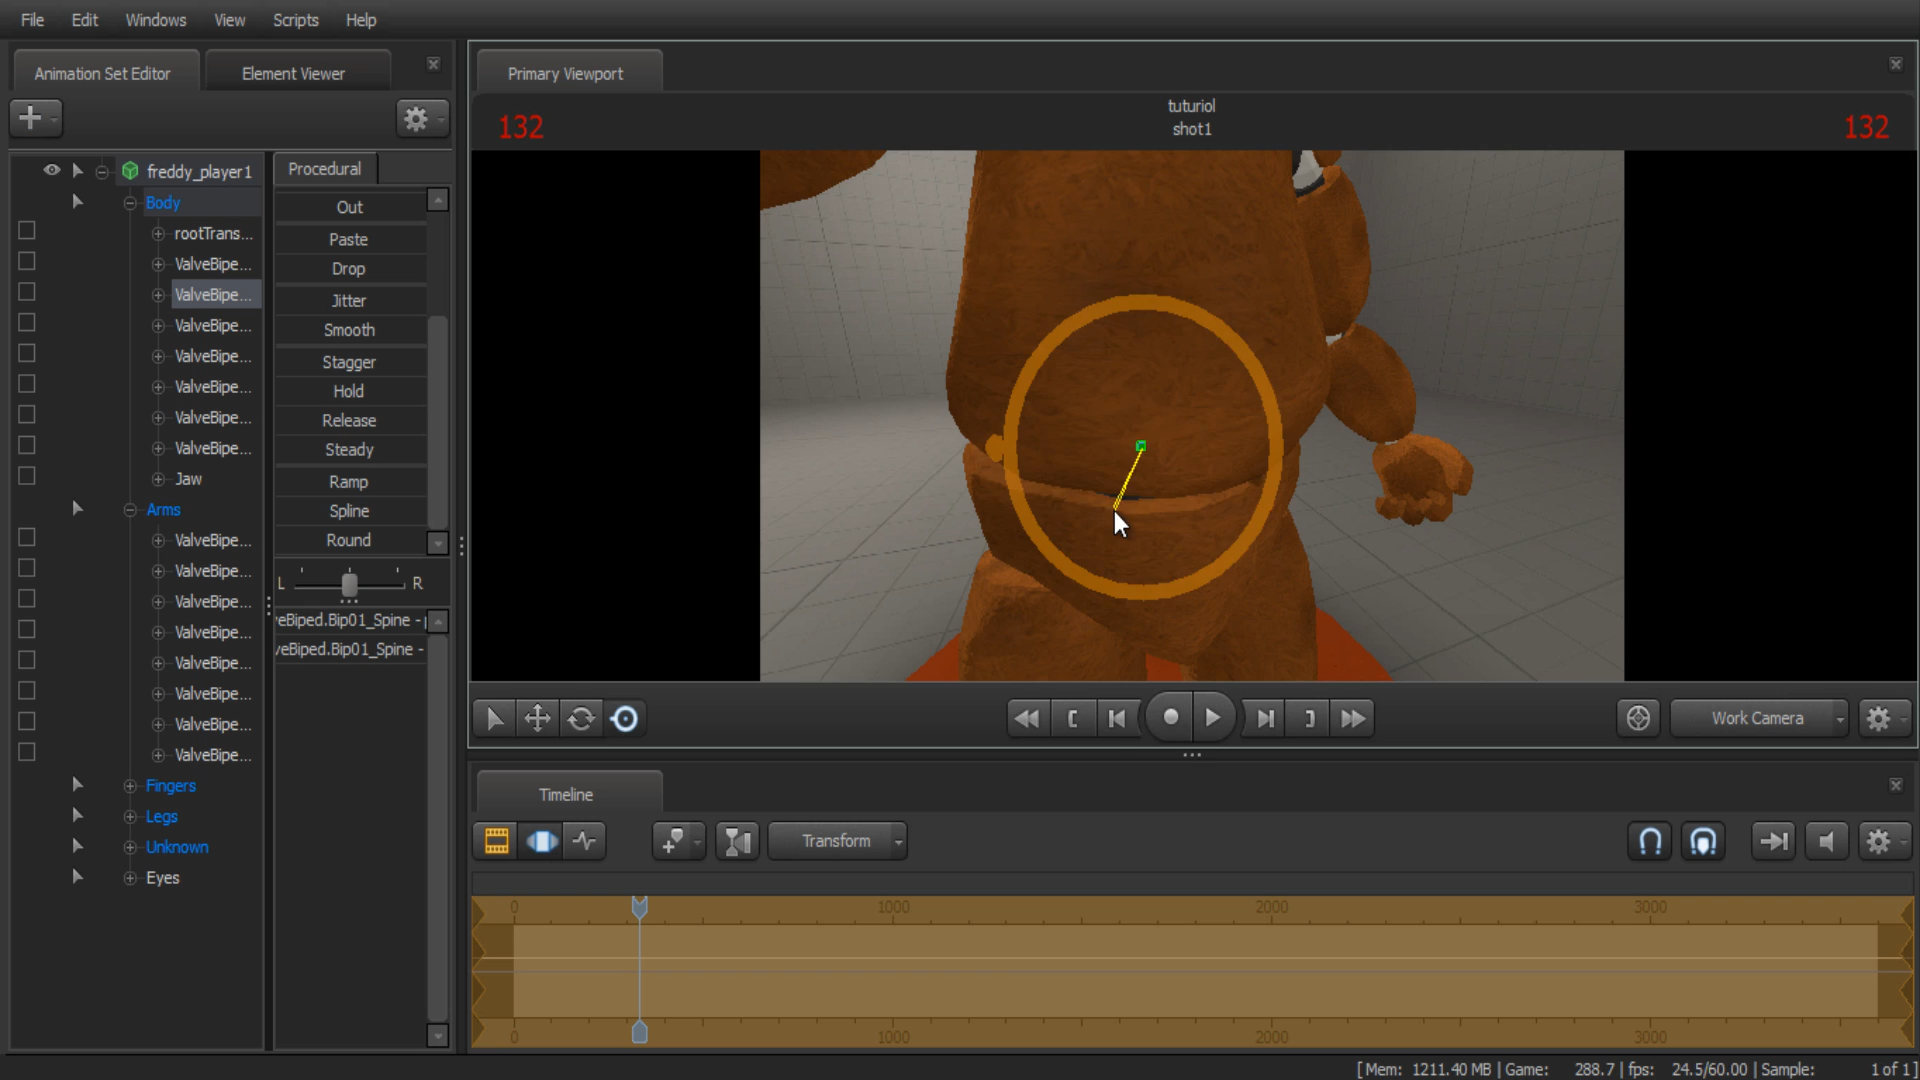 File Edit Windows View Scripts Help
Animation Set Editor
Element Viewer
Primary Viewport
tuturiol
shot1
132
132
freddy_player1
Body
rootTrans...
ValveBipe...
ValveBipe...
ValveBipe...
ValveBipe...
ValveBipe...
ValveBipe...
ValveBipe...
Jaw
Arms
ValveBipe...
ValveBipe...
ValveBipe...
ValveBipe...
ValveBipe...
ValveBipe...
ValveBipe...
ValveBipe...
Fingers
Legs
Unknown
Eyes
Procedural
Out
Paste
Drop
Jitter
Smooth
Stagger
Hold
Release
Steady
Ramp
Spline
Round
L R
eBiped.Bip01_Spine -
veBiped.Bip01_Spine -
Work Camera
Timeline
Transform
0 1000 2000 3000
0 1000 2000 3000
[ Mem: 1211.40 MB | Game: 288.7 | fps: 24.5/60.00 | Sample: 1 of 1 ]